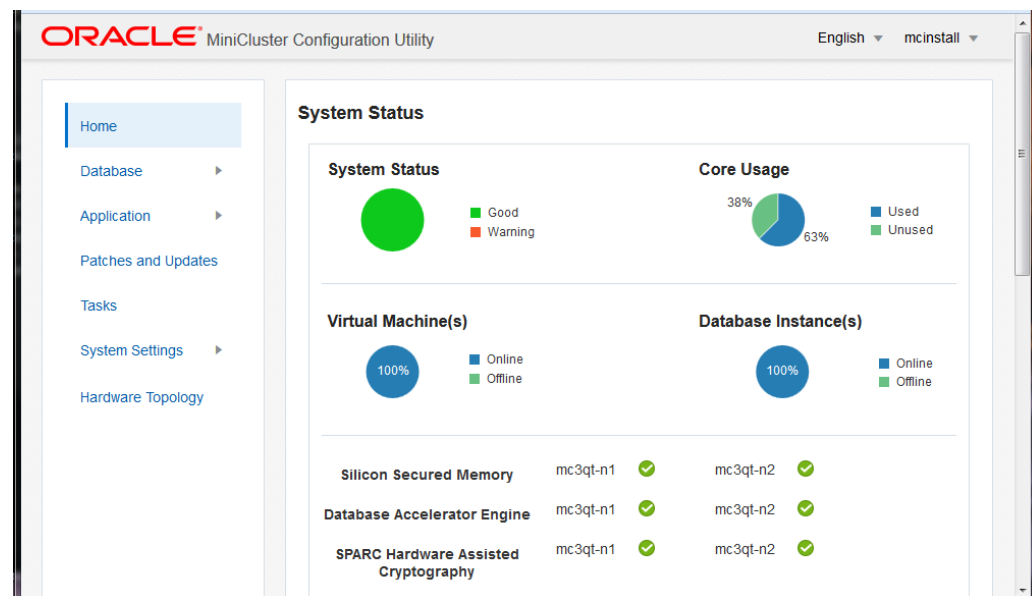 ORACLE MiniCluster Configuration Utility
English
mcinstall
Home
Database
Application
Patches and Updates
Tasks
System Settings
Hardware Topology
System Status
System Status
Good
Warning
Core Usage
38%
63%
Used
Unused
Virtual Machine(s)
100%
Online
Offline
Database Instance(s)
100%
Online
Offline
Silicon Secured Memory mc3qt-n1 mc3qt-n2
Database Accelerator Engine mc3qt-n1 mc3qt-n2
SPARC Hardware Assisted mc3qt-n1 mc3qt-n2
Cryptography